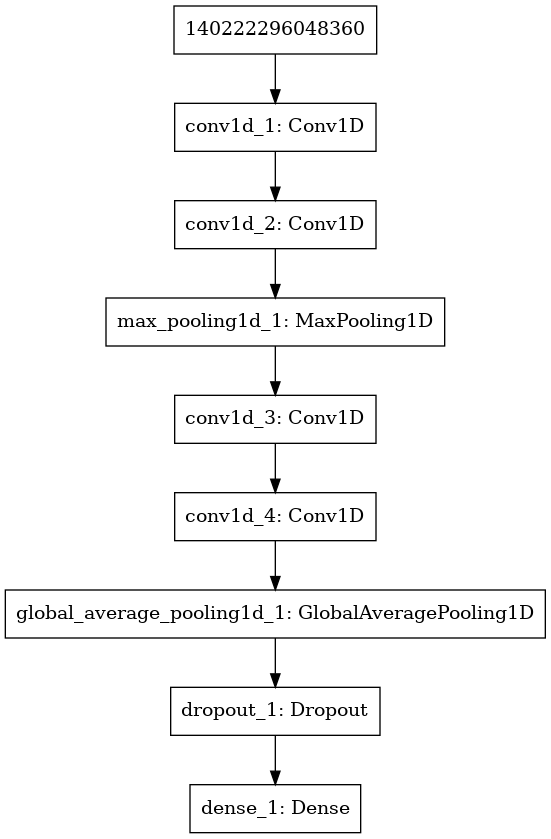 140222296048360
conv1d_1: Conv1D
conv1d_2: Conv1D
max_pooling1d_1: MaxPooling1D
conv1d_3: Conv1D
conv1d_4: Conv1D
global_average_pooling1d_1: GlobalAveragePooling1D
dropout_1: Dropout
dense_1: Dense